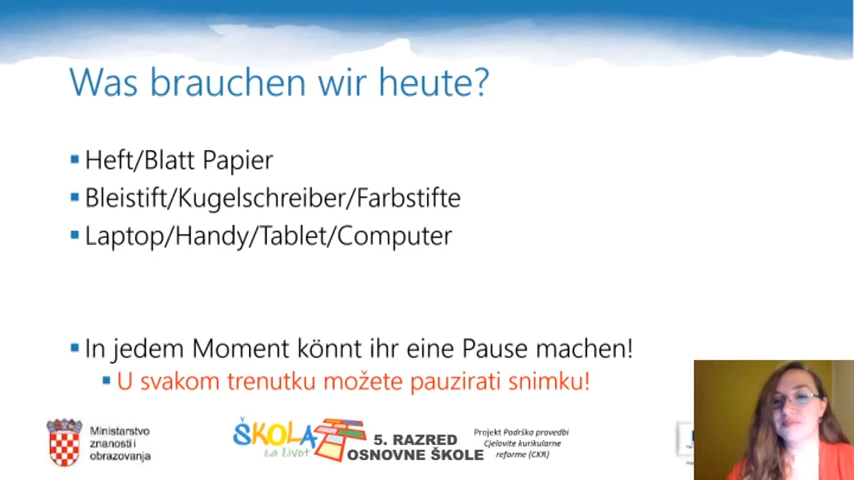 Was brauchen wir heute?
Heft/Blatt Papier
Bleistift/Kugelschreiber/Farbstifte
Laptop/Handy/Tablet/Computer
In jedem Moment könnt ihr eine Pause machen!
U svakom trenutku možete pauzirati snimku!
Ministarstvo
znanosti i
obrazovanja
ŠKOLA
za život
5. RAZRED
OSNOVNE ŠKOLE
Projekt Podrška provedbi
Cjelovite kurikularne
reforme (CKR)